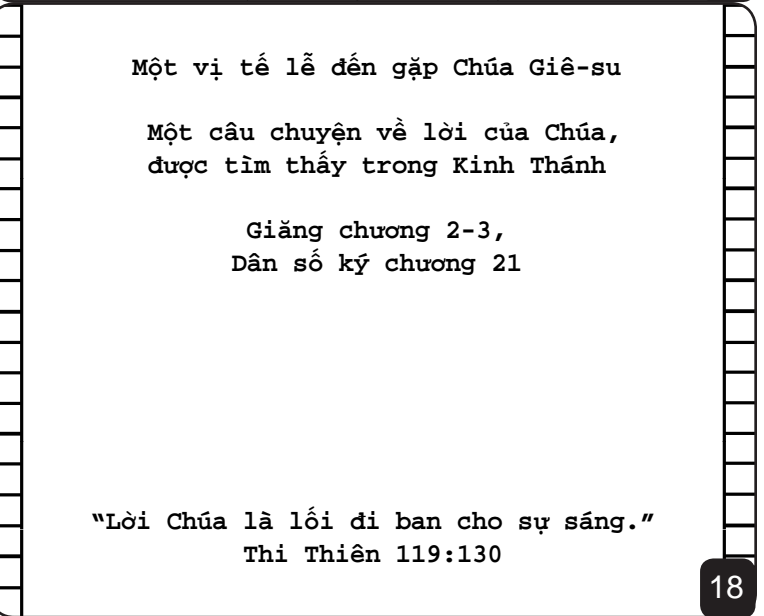 Một vị tế lễ đến gặp Chúa Giê-su
Một câu chuyện về lời của Chúa,
được tìm thấy trong Kinh Thánh
Giăng chương 2-3,
Dân số ký chương 21
“Lời Chúa là lối đi ban cho sự sáng.”
Thi Thiên 119:130
18